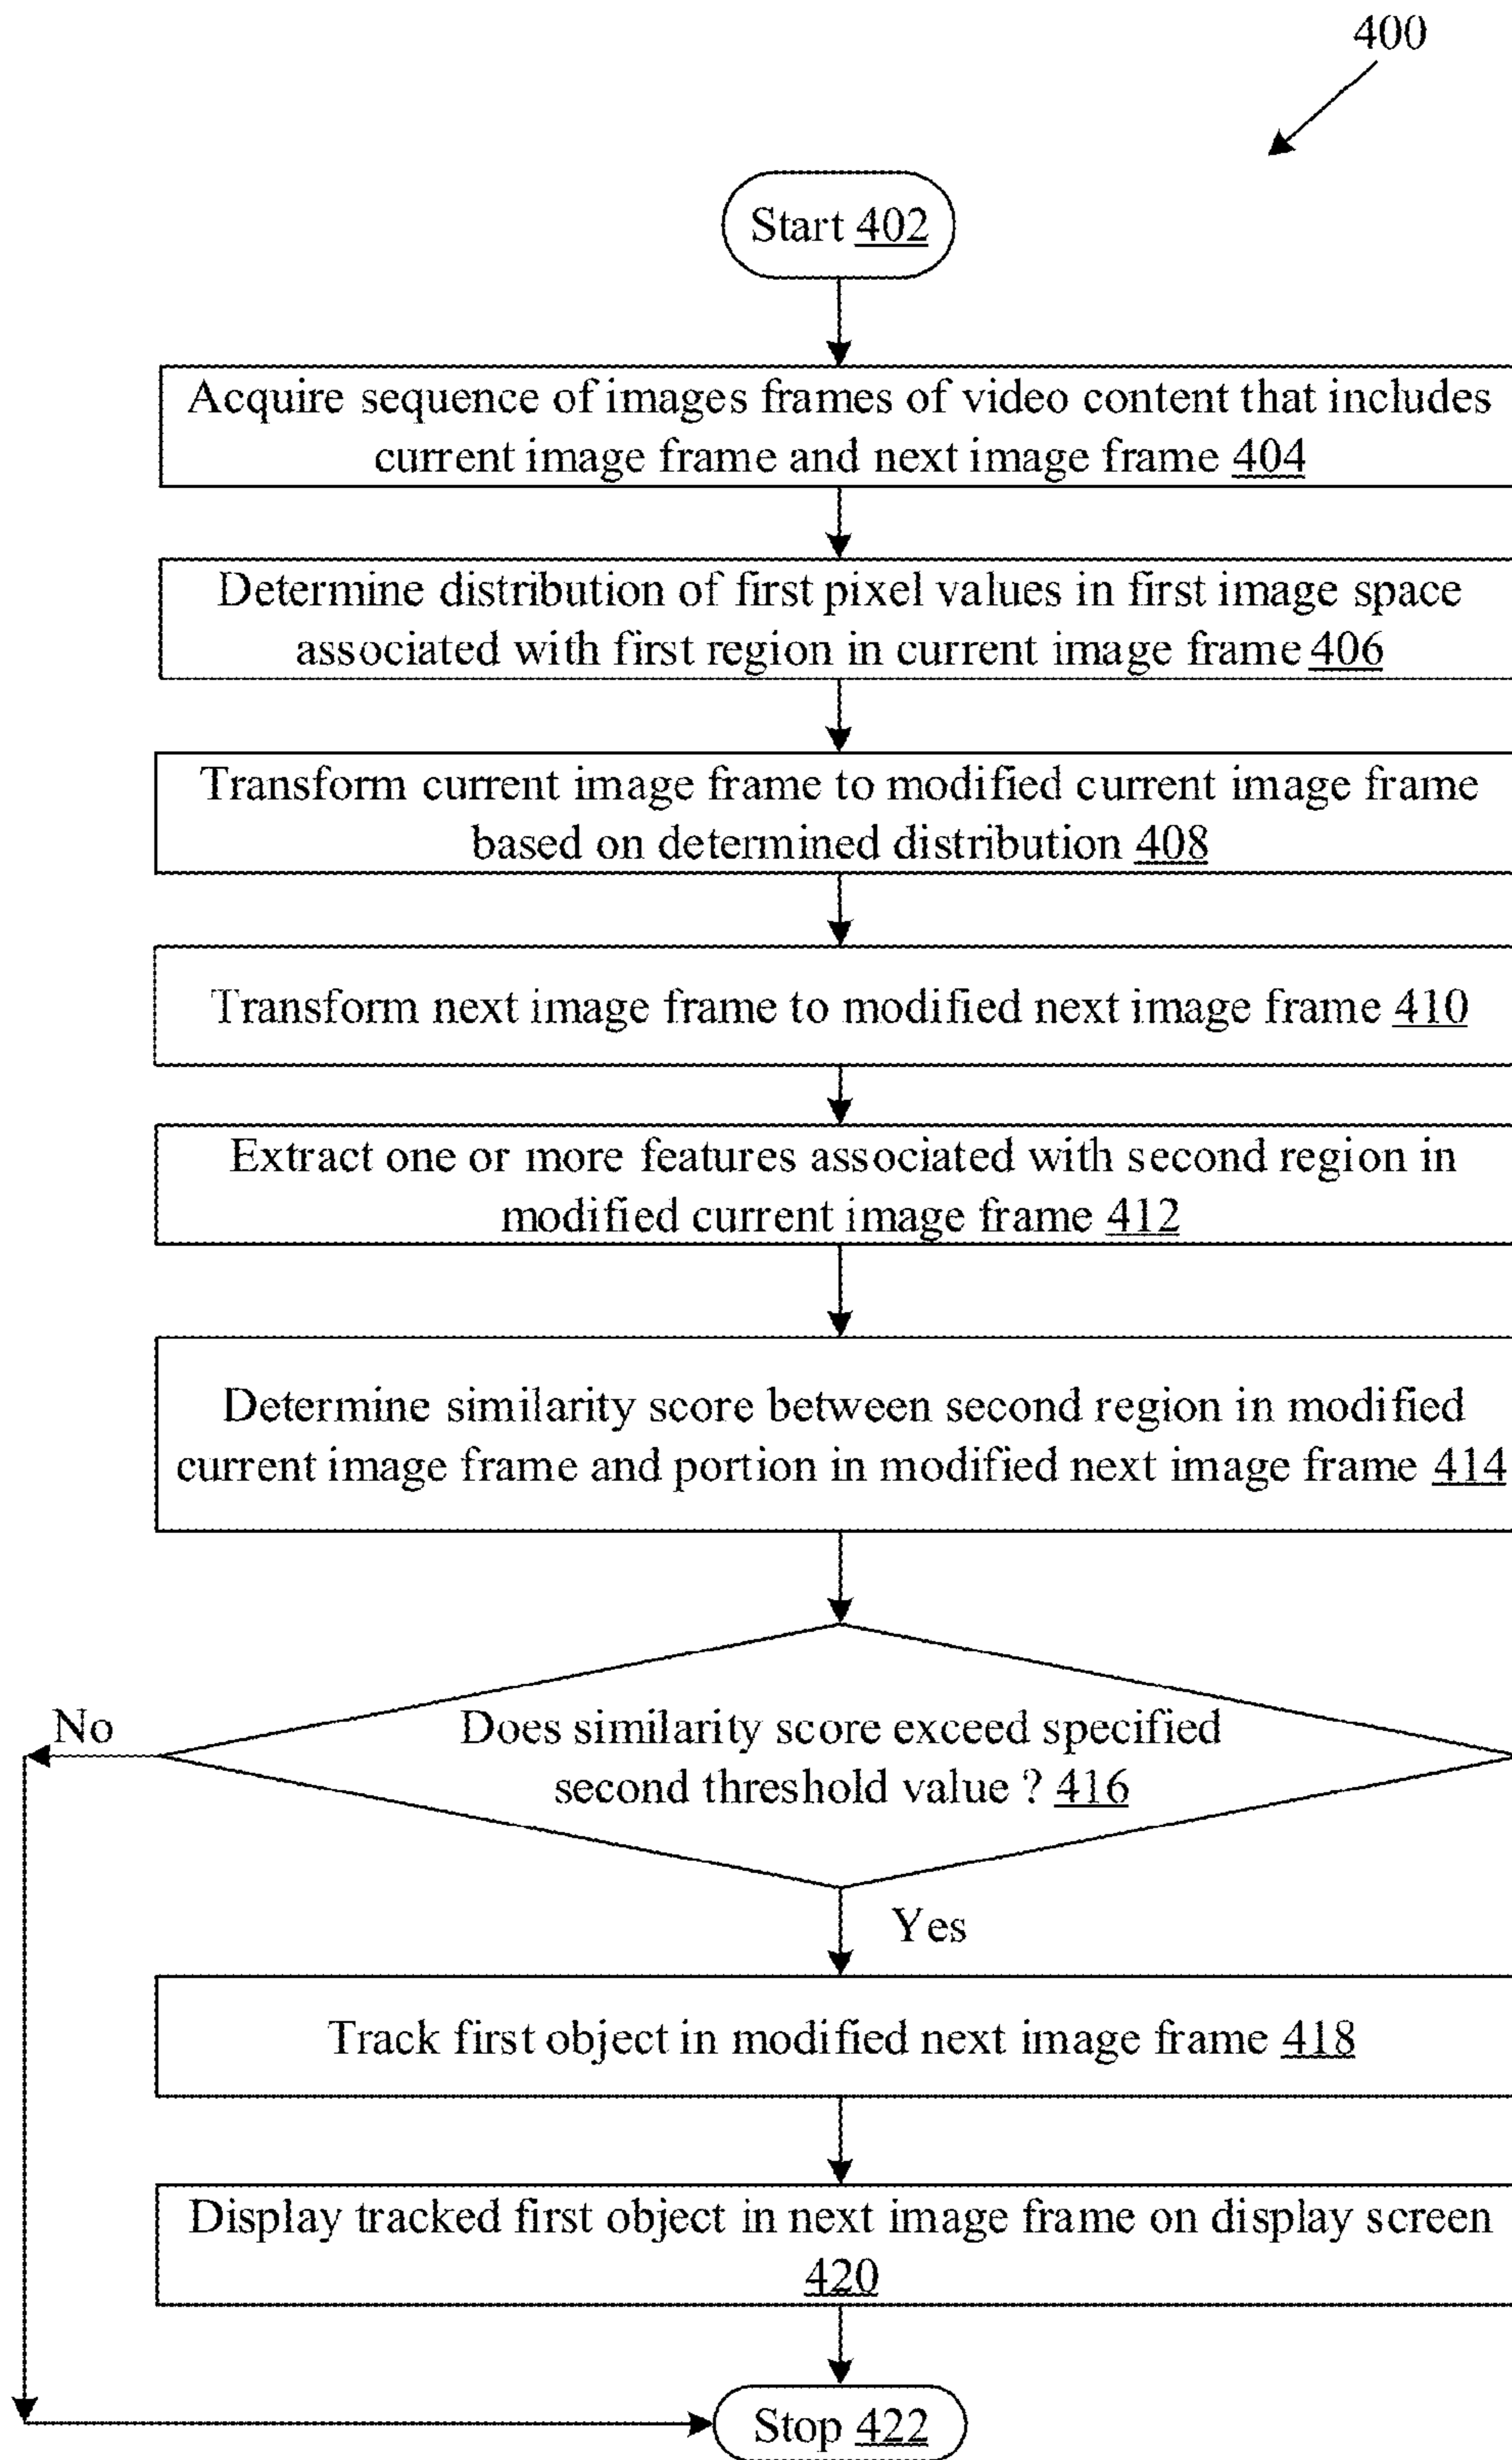 400
Start 402
Acquire sequence of images frames of video content that includes
current image frame and next image frame 404
Determine distribution of first pixel values in first image space
associated with first region in current image frame 406
Transform current image frame to modified current image frame
based on determined distribution 408
Transform next image frame to modified next image frame 410
Extract one or more features associated with second region in
modified current image frame 412
Determine similarity score between second region in modified
current image frame and portion in modified next image frame 414
No
Does similarity score exceed specified
second threshold value ? 416
Yes
Track first object in modified next image frame 418
Display tracked first object in next image frame on display screen
420
Stop 422